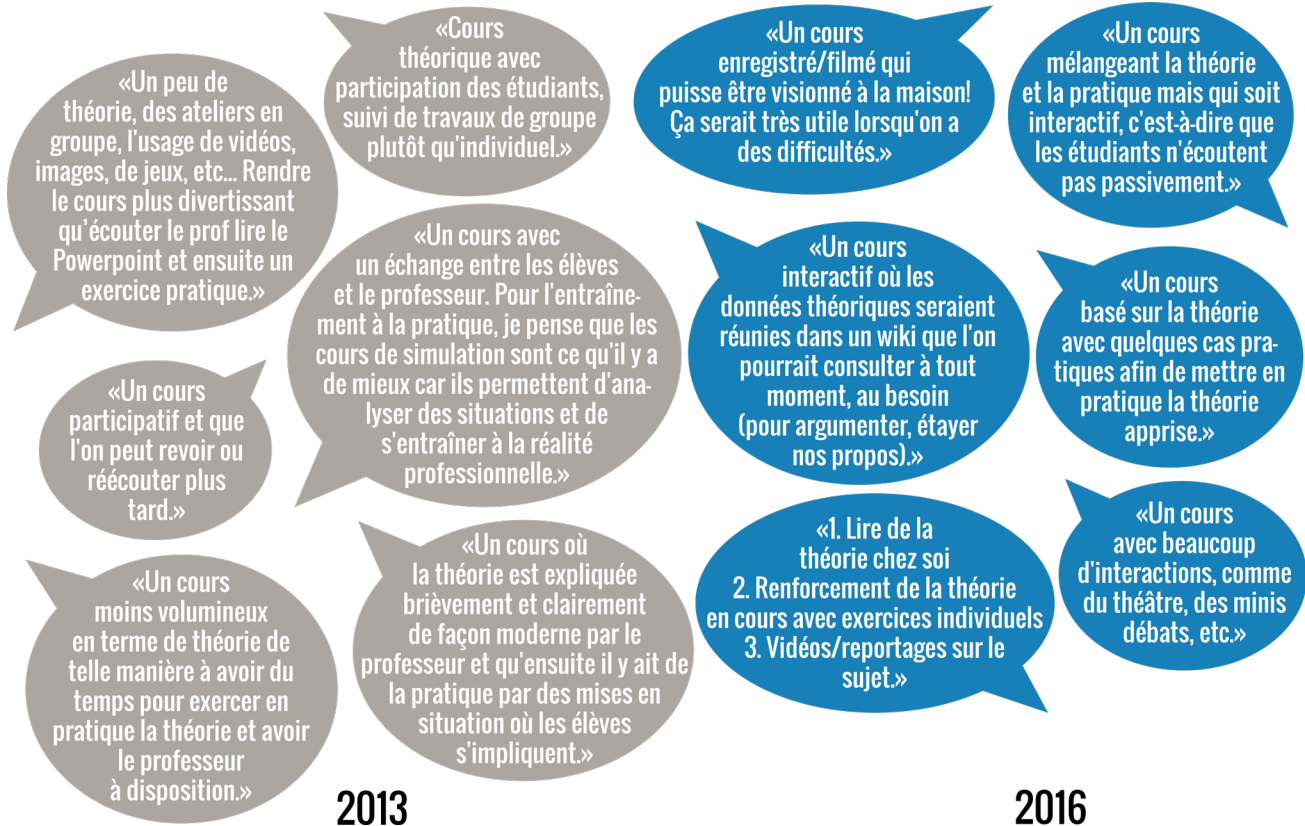 «Un peu de
théorie, des ateliers en
groupe, l'usage de vidéos,
images, de jeux, etc... Rendre
le cours plus divertissant
qu'écouter le prof lire le
Powerpoint et ensuite un
exercice pratique.»
«Cours
théorique avec
participation des étudiants,
suivi de travaux de groupe
plutôt qu'individuel.»
«Un cours avec
un échange entre les élèves
et le professeur. Pour l'entraîne-
ment à la pratique, je pense que les
cours de simulation sont ce qu'il y a
de mieux car ils permettent d'ana-
lyser des situations et de
s'entraîner à la réalité
professionnelle.»
«Un cours
participatif et que
l'on peut revoir ou
réécouter plus
tard.»
«Un cours
moins volumineux
en terme de théorie de
telle manière à avoir du
temps pour exercer en
pratique la théorie et avoir
le professeur
à disposition.»
«Un cours où
la théorie est expliquée
brièvement et clairement
de façon moderne par le
professeur et qu'ensuite il y ait de
la pratique par des mises en
situation où les élèves
s'impliquent.»
2013
«Un cours
enregistré/filmé qui
puisse être visionné à la maison!
Ça serait très utile lorsqu'on a
des difficultés.»
«Un cours
mélangeant la théorie
et la pratique mais qui soit
interactif, c'est-à-dire que
les étudiants n'écoutent
pas passivement.»
«Un cours
interactif où les
données théoriques seraient
réunies dans un wiki que l'on
pourrait consulter à tout
moment, au besoin
(pour argumenter, étayer
nos propos).»
«Un cours
basé sur la théorie
avec quelques cas pra-
tiques afin de mettre en
pratique la théorie
apprise.»
«1. Lire de la
théorie chez soi
2. Renforcement de la théorie
en cours avec exercices individuels
3. Vidéos/reportages sur le
sujet.»
«Un cours
avec beaucoup
d'interactions, comme
du théâtre, des minis
débats, etc.»
2016